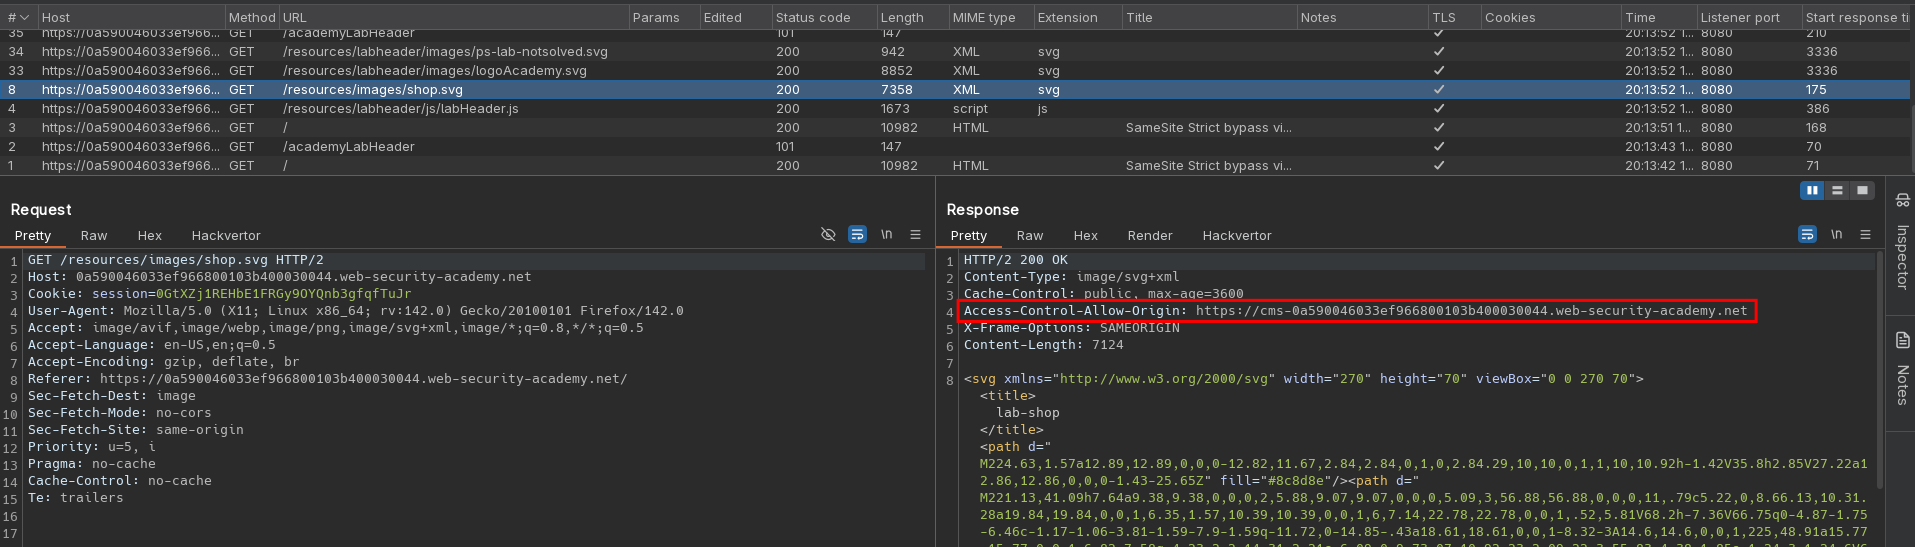 # Host Method URL Params Edited Status code Length MIME type Extension Title Notes TLS Cookies Time Listener port Start response ti
35 https://0a590046033ef966... GET /academyLabHeader 101 147 ✓ 20:13:52 1... 8080 210
34 https://0a590046033ef966... GET /resources/labheader/images/ps-lab-notsolved.svg 200 942 XML svg ✓ 20:13:52 1... 8080 3336
33 https://0a590046033ef966... GET /resources/labheader/images/logoAcademy.svg 200 8852 XML svg ✓ 20:13:52 1... 8080 3336
8 https://0a590046033ef966... GET /resources/images/shop.svg 200 7358 XML svg ✓ 20:13:52 1... 8080 175
4 https://0a590046033ef966... GET /resources/labheader/js/labHeader.js 200 1673 script js ✓ 20:13:52 1... 8080 386
3 https://0a590046033ef966... GET / 200 10982 HTML SameSite Strict bypass vi... ✓ 20:13:51 1... 8080 168
2 https://0a590046033ef966... GET /academyLabHeader 101 147 ✓ 20:13:43 1... 8080 70
1 https://0a590046033ef966... GET / 200 10982 HTML SameSite Strict bypass vi... ✓ 20:13:42 1... 8080 71
Request
Pretty Raw Hex Hackvertor \n
1 GET /resources/images/shop.svg HTTP/2
2 Host: 0a590046033ef966800103b400030044.web-security-academy.net
3 Cookie: session=0GtXZj1REHbE1FRGy9OYQnb3gfqfTuJr
4 User-Agent: Mozilla/5.0 (X11; Linux x86_64; rv:142.0) Gecko/20100101 Firefox/142.0
5 Accept: image/avif,image/webp,image/png,image/svg+xml,image/*;q=0.8,*/*;q=0.5
6 Accept-Language: en-US,en;q=0.5
7 Accept-Encoding: gzip, deflate, br
8 Referer: https://0a590046033ef966800103b400030044.web-security-academy.net/
9 Sec-Fetch-Dest: image
10 Sec-Fetch-Mode: no-cors
11 Sec-Fetch-Site: same-origin
12 Priority: u=5, i
13 Pragma: no-cache
14 Cache-Control: no-cache
15 Te: trailers
16
17
Response
Pretty Raw Hex Render Hackvertor \n
1 HTTP/2 200 OK
2 Content-Type: image/svg+xml
3 Cache-Control: public, max-age=3600
4 Access-Control-Allow-Origin: https://cms-0a590046033ef966800103b400030044.web-security-academy.net
5 X-Frame-Options: SAMEORIGIN
6 Content-Length: 7124
7
8 <svg xmlns="http://www.w3.org/2000/svg" width="270" height="70" viewBox="0 0 270 70">
<title>
lab-shop
</title>
<path d="
M224.63,1.57a12.89,12.89,0,0,0-12.82,11.67,2.84,2.84,0,1,0,2.84.29,10,10,0,1,1,10,10.92h-1.42V35.8h2.85V27.22a1
2.86,12.86,0,0,0-1.43-25.65Z" fill="#8c8d8e"/><path d="
M221.13,41.09h7.64a9.38,9.38,0,0,0,2,5.88,9.07,9.07,0,0,0,5.09,3,56.88,56.88,0,0,0,11,.79c5.22,0,8.66.13,10.31.
28a19.84,19.84,0,0,1,6.35,1.57,10.39,10.39,0,0,1,6,7.14,22.78,22.78,0,0,1,.52,5.81V68.2h-7.36V66.75q0-4.87-1.75
-6.46c-1.17-1.06-3.81-1.59-7.9-1.59q-11.72,0-14.85-.43a18.61,18.61,0,0,1-8.32-3A14.6,14.6,0,0,1,225,48.91a15.77
Inspector
Notes